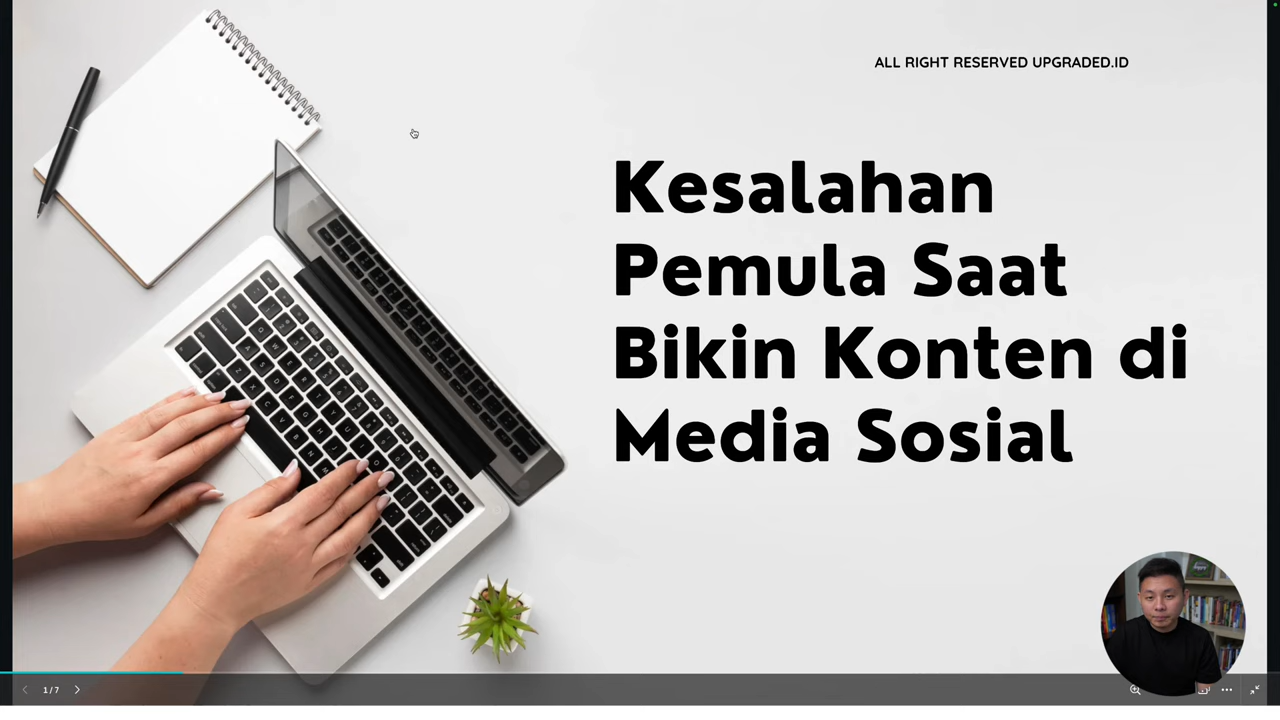 ALL RIGHT RESERVED UPGRADED.ID
Kesalahan
Pemula Saat
Bikin Konten di
Media Sosial
1/7